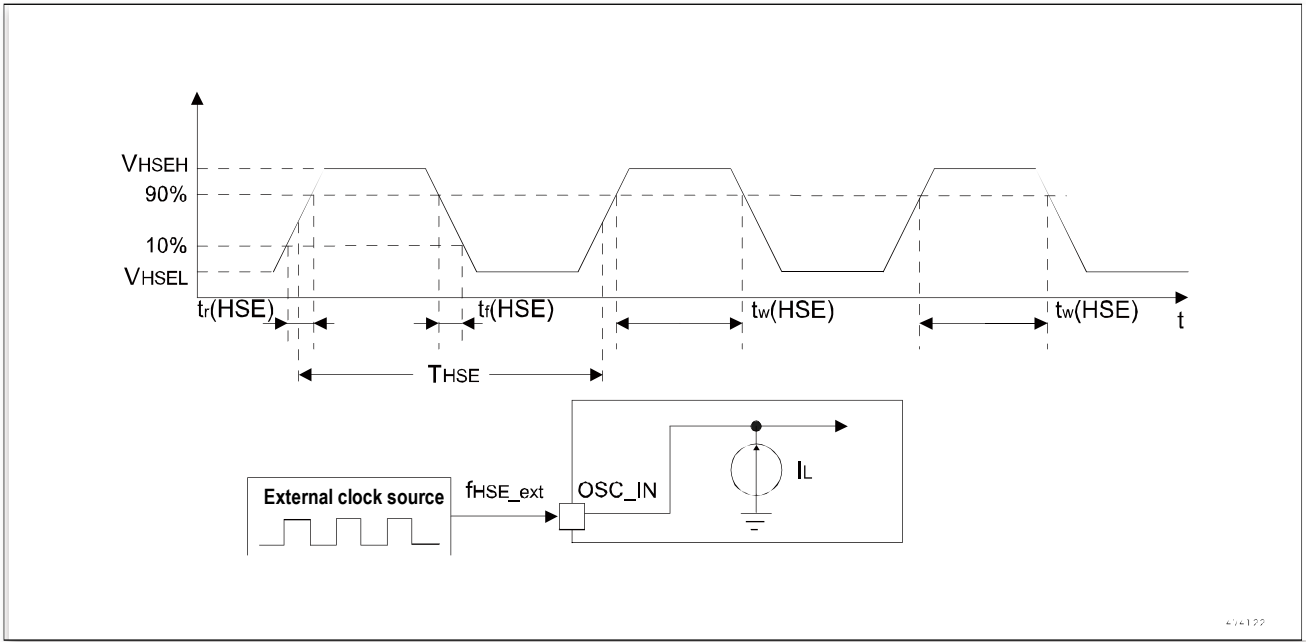 VHSEH
90%
10%
VHSEL
tr(HSE)
tf(HSE)
tw(HSE)
tw(HSE)
t
THSE
External clock source
fHSE_ext
OSC_IN
IL